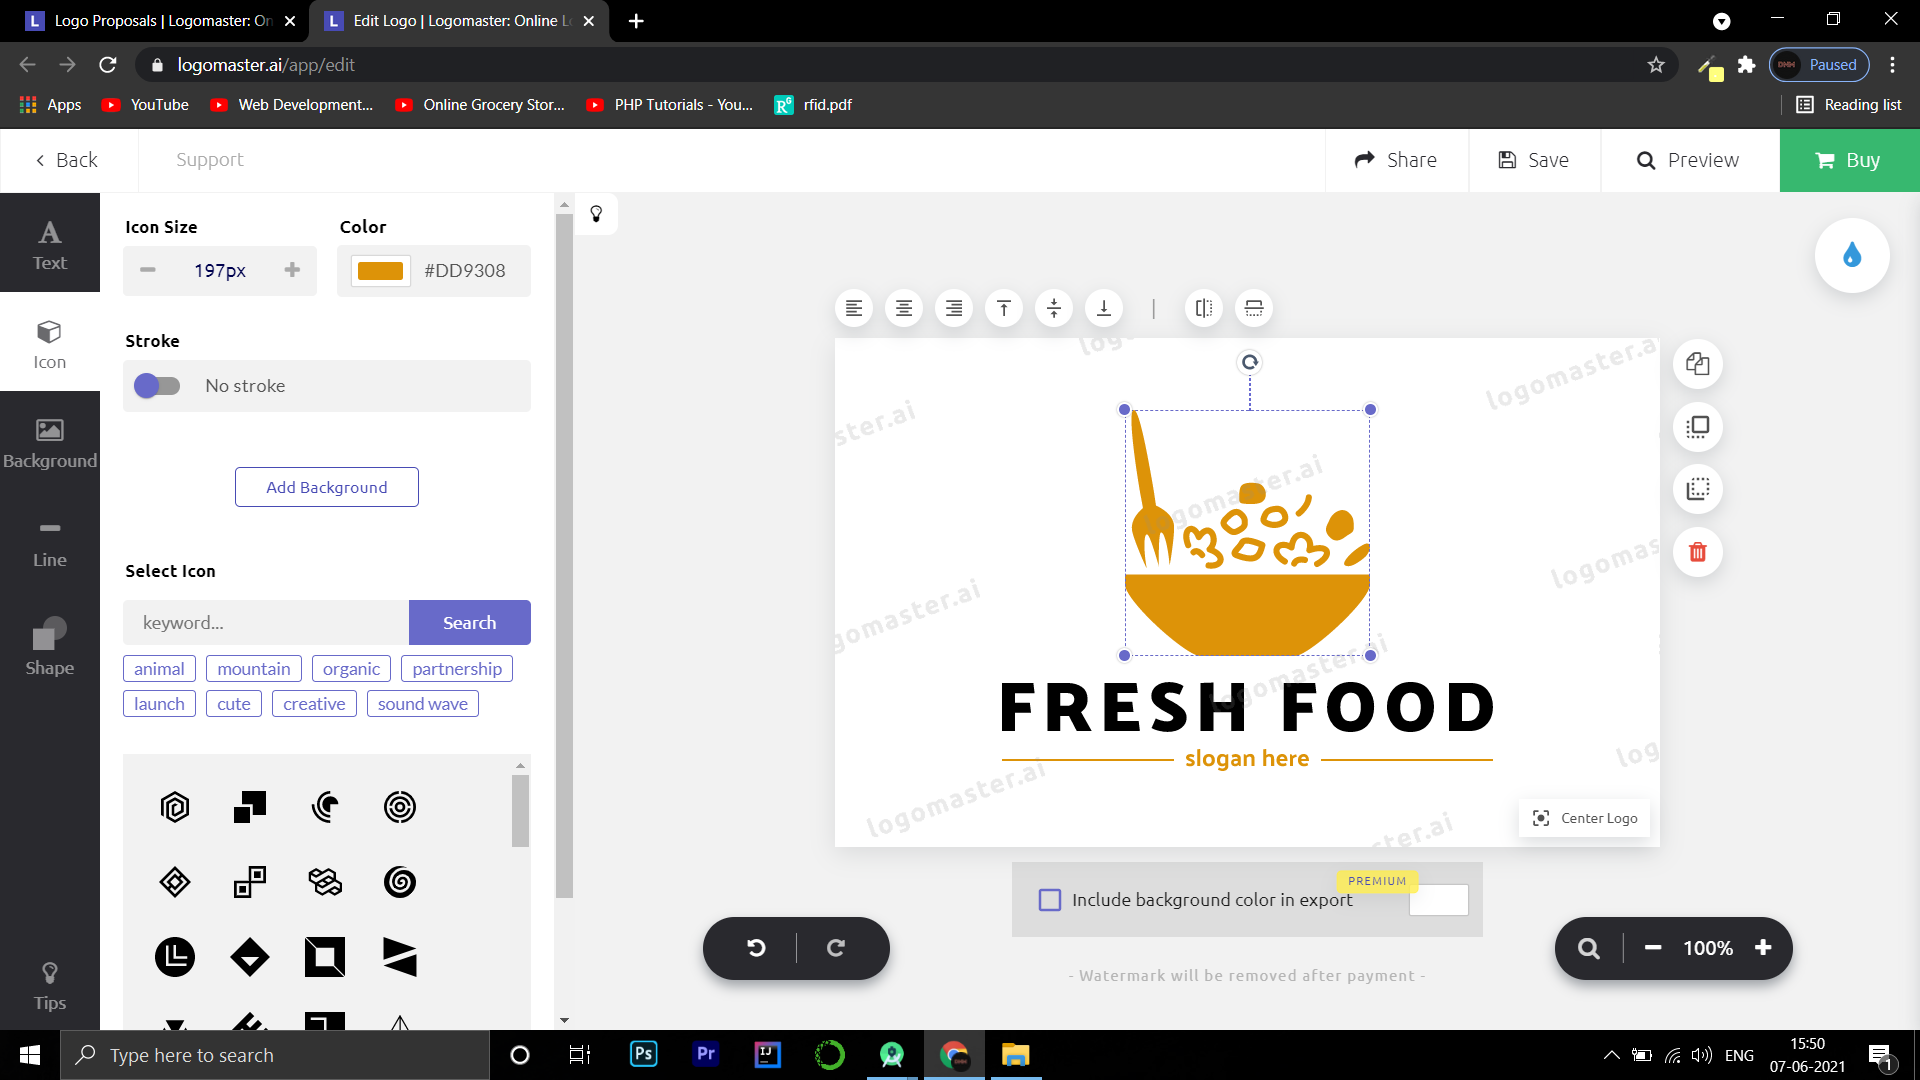 Logo Proposals | Logomaster: On
Edit Logo | Logomaster: Online L
logomaster.ai/app/edit
Paused
Apps
YouTube
Web Development...
Online Grocery Stor...
PHP Tutorials - You...
rfid.pdf
Reading list
Back
Support
Share
Save
Preview
Buy
Text
Icon
Background
Line
Shape
Tips
Icon Size
Color
197px
#DD9308
Stroke
No stroke
Add Background
Select Icon
keyword...
Search
animal
mountain
organic
partnership
launch
cute
creative
sound wave
logomaster.ai
FRESH FOOD
slogan here
Center Logo
PREMIUM
Include background color in export
- Watermark will be removed after payment -
100%
Type here to search
Ps
Pr
IJ
ENG
15:50
07-06-2021
1